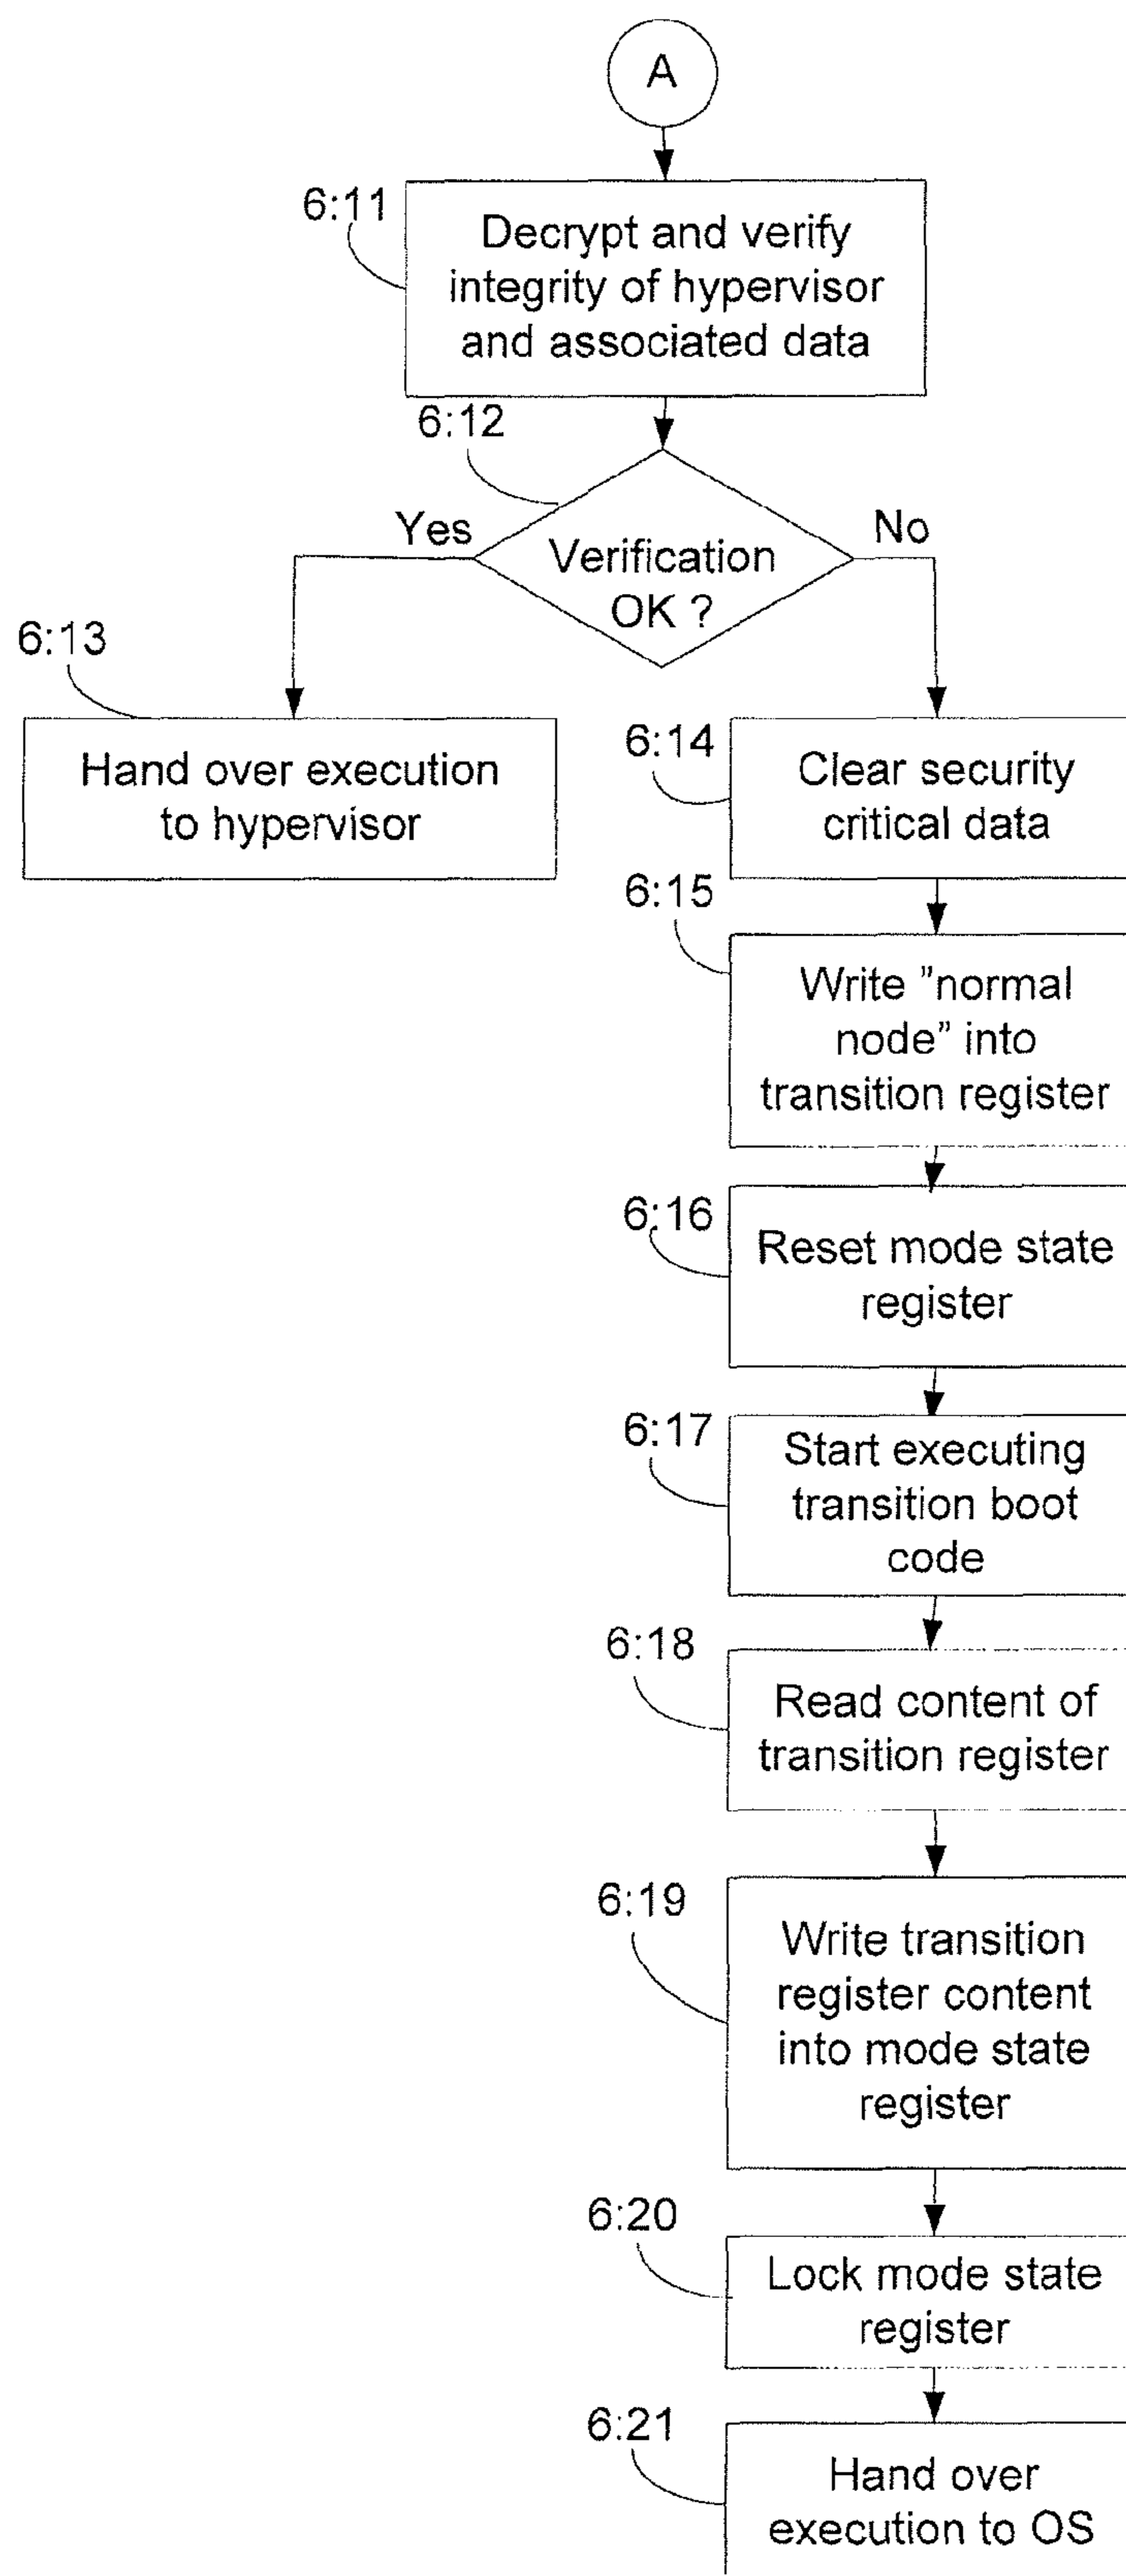 A
6:11
Decrypt and verify
integrity of hypervisor
and associated data
6:12
Yes
No
Verification
OK ?
6:13
Hand over execution
to hypervisor
6:14
Clear security
critical data
6:15
Write ”normal
node” into
transition register
6:16
Reset mode state
register
6:17
Start executing
transition boot
code
6:18
Read content of
transition register
6:19
Write transition
register content
into mode state
register
6:20
Lock mode state
register
6:21
Hand over
execution to OS